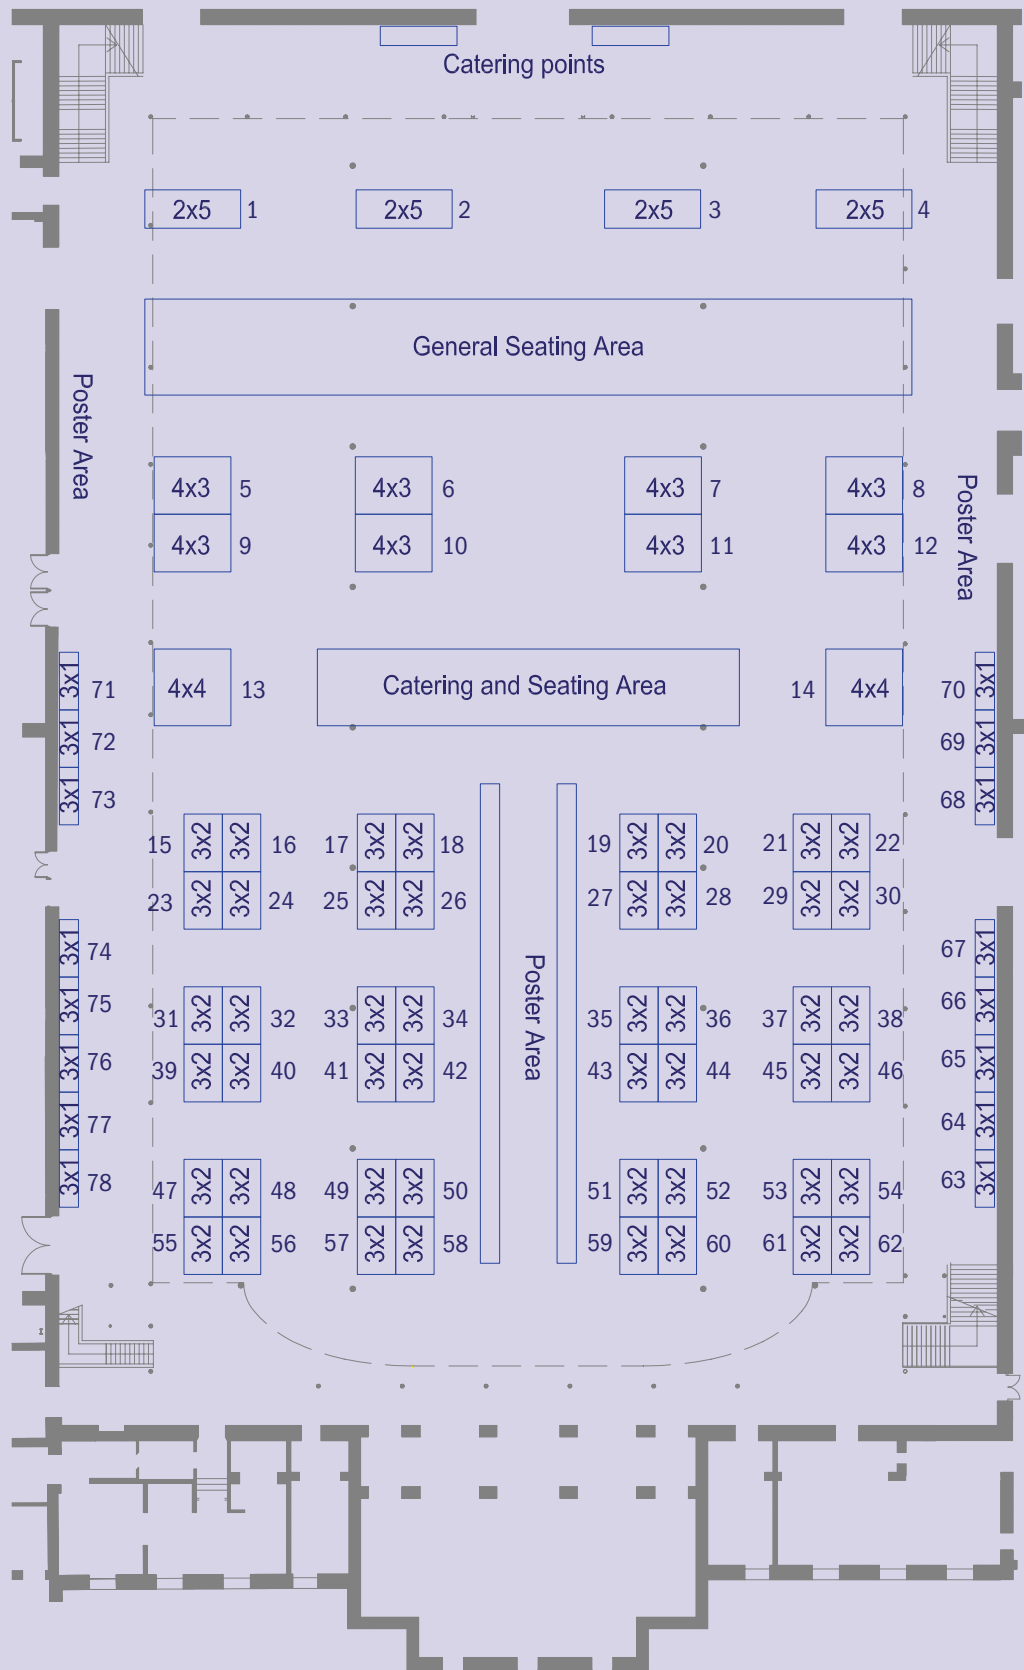 Catering points
2x5 1 2x5 2 2x5 3 2x5 4
General Seating Area
Poster Area
4x3 5 4x3 6 4x3 7 4x3 8
Poster Area
4x3 9 4x3 10 4x3 11 4x3 12
3x1 71 4x4 13 Catering and Seating Area 14 4x4 70 3x1
3x1 72 69 3x1
3x1 73 68 3x1
15 3x2 3x2 16 17 3x2 3x2 18 19 3x2 3x2 20 21 3x2 3x2 22
23 3x2 3x2 24 25 3x2 3x2 26 27 3x2 3x2 28 29 3x2 3x2 30
3x1 74 67 3x1
Poster Area
3x1 75 66 3x1
31 3x2 3x2 32 33 3x2 3x2 34 35 3x2 3x2 36 37 3x2 3x2 38
3x1 76 65 3x1
39 3x2 3x2 40 41 3x2 3x2 42 43 3x2 3x2 44 45 3x2 3x2 46
3x1 77 64 3x1
3x1 78 63 3x1
47 3x2 3x2 48 49 3x2 3x2 50 51 3x2 3x2 52 53 3x2 3x2 54
55 3x2 3x2 56 57 3x2 3x2 58 59 3x2 3x2 60 61 3x2 3x2 62